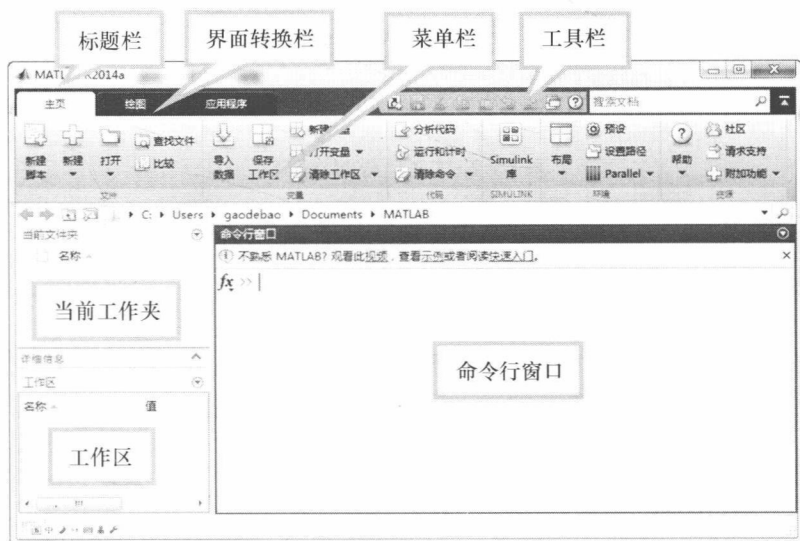 标题栏 界面转换栏 菜单栏 工具栏
MATL R2014a
主页 绘图 应用程序 搜索文档
查找文件 新建 量 分析代码 预设 社区
新建 新建 打开 比较 导入 保存 打开变量 运行和计时 Simulink 布局 设置路径 帮助 请求支持
脚本 数据 工作区 清除工作区 清除命令 库 Parallel 附加功能
文件 变量 代码 SIMULINK 环境 资源
C: Users gaodebao Documents MATLAB
当前文件夹 命令行窗口
名称 不熟悉 MATLAB? 观看此视频, 查看示例或者阅读快速入门。
fx >>
当前工作夹
详细信息
命令行窗口
工作区
名称 值
工作区